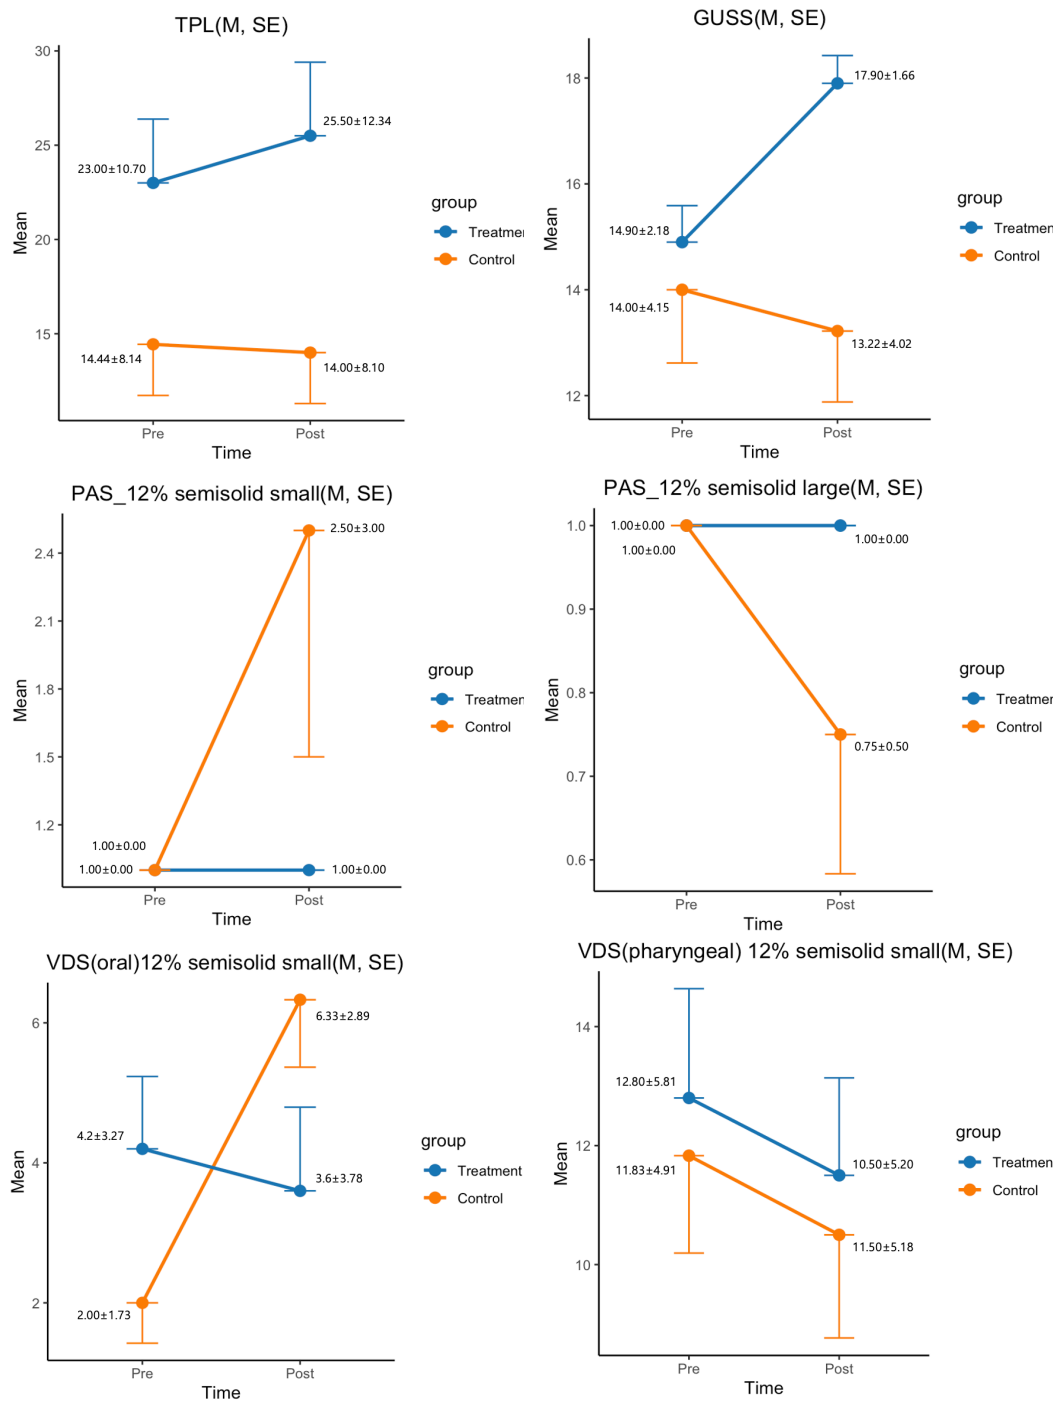 TPL(M, SE)
30
25
20
15
Mean
23.00±10.70
25.50±12.34
14.44±8.14
14.00±8.10
Pre
Post
Time
group
Treatmer
Control
GUSS(M, SE)
18
16
14
12
Mean
17.90±1.66
14.90±2.18
14.00±4.15
13.22±4.02
Pre
Post
Time
group
Treatmer
Control
PAS_12% semisolid small(M, SE)
2.4
2.1
1.8
1.5
1.2
Mean
2.50±3.00
1.00±0.00
1.00±0.00
1.00±0.00
Pre
Post
Time
group
Treatmer
Control
PAS_12% semisolid large(M, SE)
1.0
0.9
0.8
0.7
0.6
Mean
1.00±0.00
1.00±0.00
1.00±0.00
0.75±0.50
Pre
Post
Time
group
Treatmer
Control
VDS(oral)12% semisolid small(M, SE)
6
4
2
Mean
6.33±2.89
4.2±3.27
3.6±3.78
2.00±1.73
Pre
Post
Time
group
Treatment
Control
VDS(pharyngeal) 12% semisolid small(M, SE)
14
12
10
Mean
12.80±5.81
10.50±5.20
11.83±4.91
11.50±5.18
Pre
Post
Time
group
Treatmen
Control